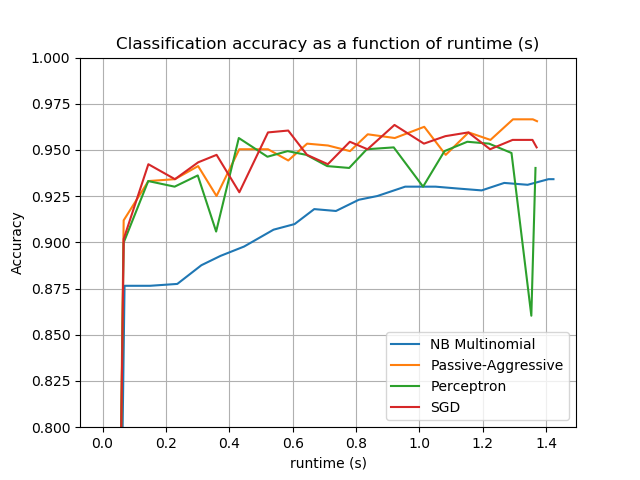 Classification accuracy as a function of runtime (s)
1.000
0.975
0.950
0.925
0.900
0.875
0.850
0.825
0.800
Accuracy
NB Multinomial
Passive-Aggressive
Perceptron
SGD
0.0 0.2 0.4 0.6 0.8 1.0 1.2 1.4
runtime (s)